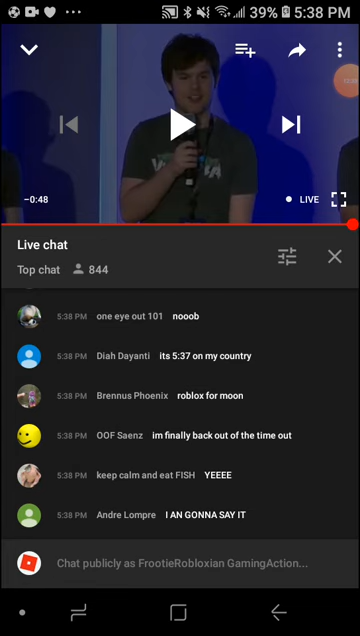 39% 5:38 PM
-0:48
LIVE
Live chat
Top chat 844
5:38 PM one eye out 101 nooob
5:38 PM Diah Dayanti its 5:37 on my country
5:38 PM Brennus Phoenix roblox for moon
5:38 PM OOF Saenz im finally back out of the time out
5:38 PM keep calm and eat FISH YEEEE
5:38 PM Andre Lompre I AN GONNA SAY IT
Chat publicly as FrootieRobloxian GamingAction...